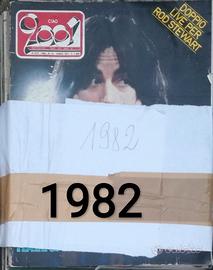 CIAO
2001
DOPPIO
LIVE PER
ROD STEWART
1982
1982